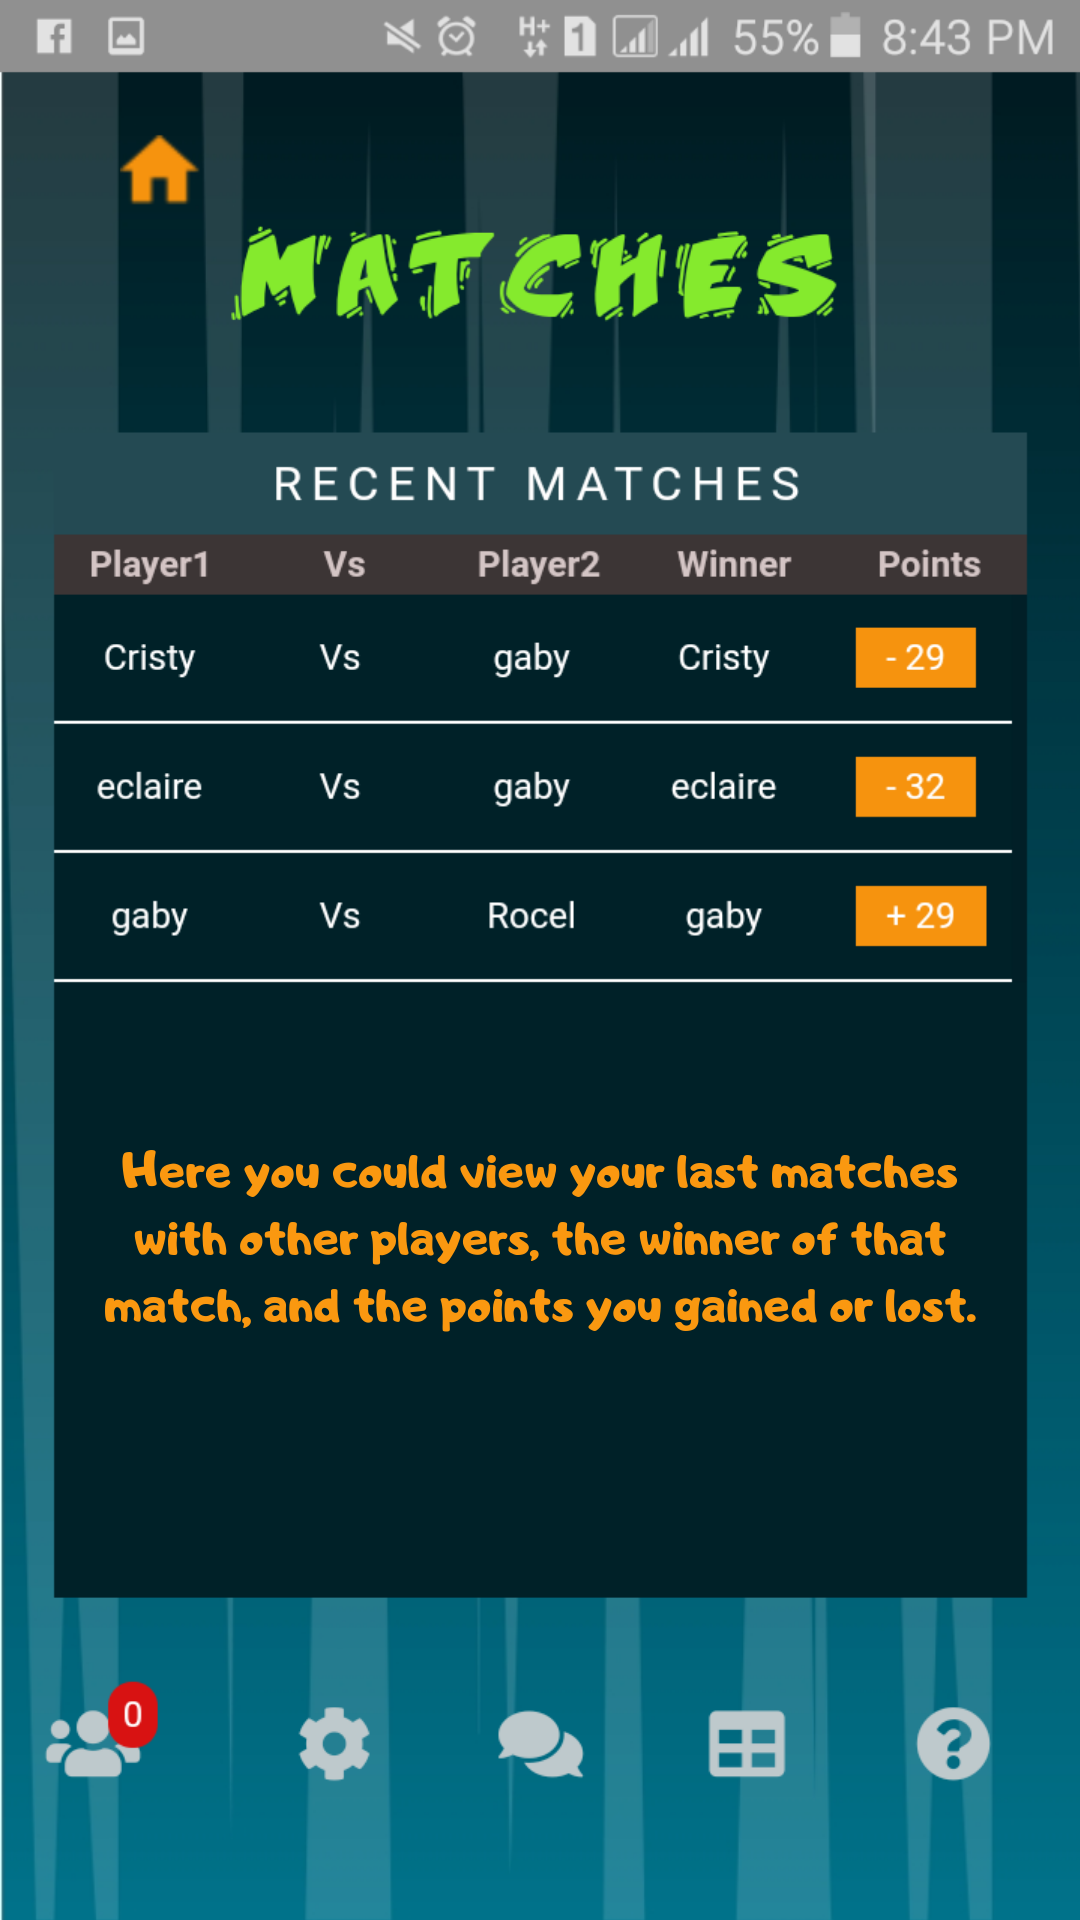 H+ 1 55% 8:43 PM
MATCHES
RECENT MATCHES
Player1 Vs Player2 Winner Points
Cristy Vs gaby Cristy - 29
eclaire Vs gaby eclaire - 32
gaby Vs Rocel gaby + 29
Here you could view your last matches
with other players, the winner of that
match, and the points you gained or lost.
0